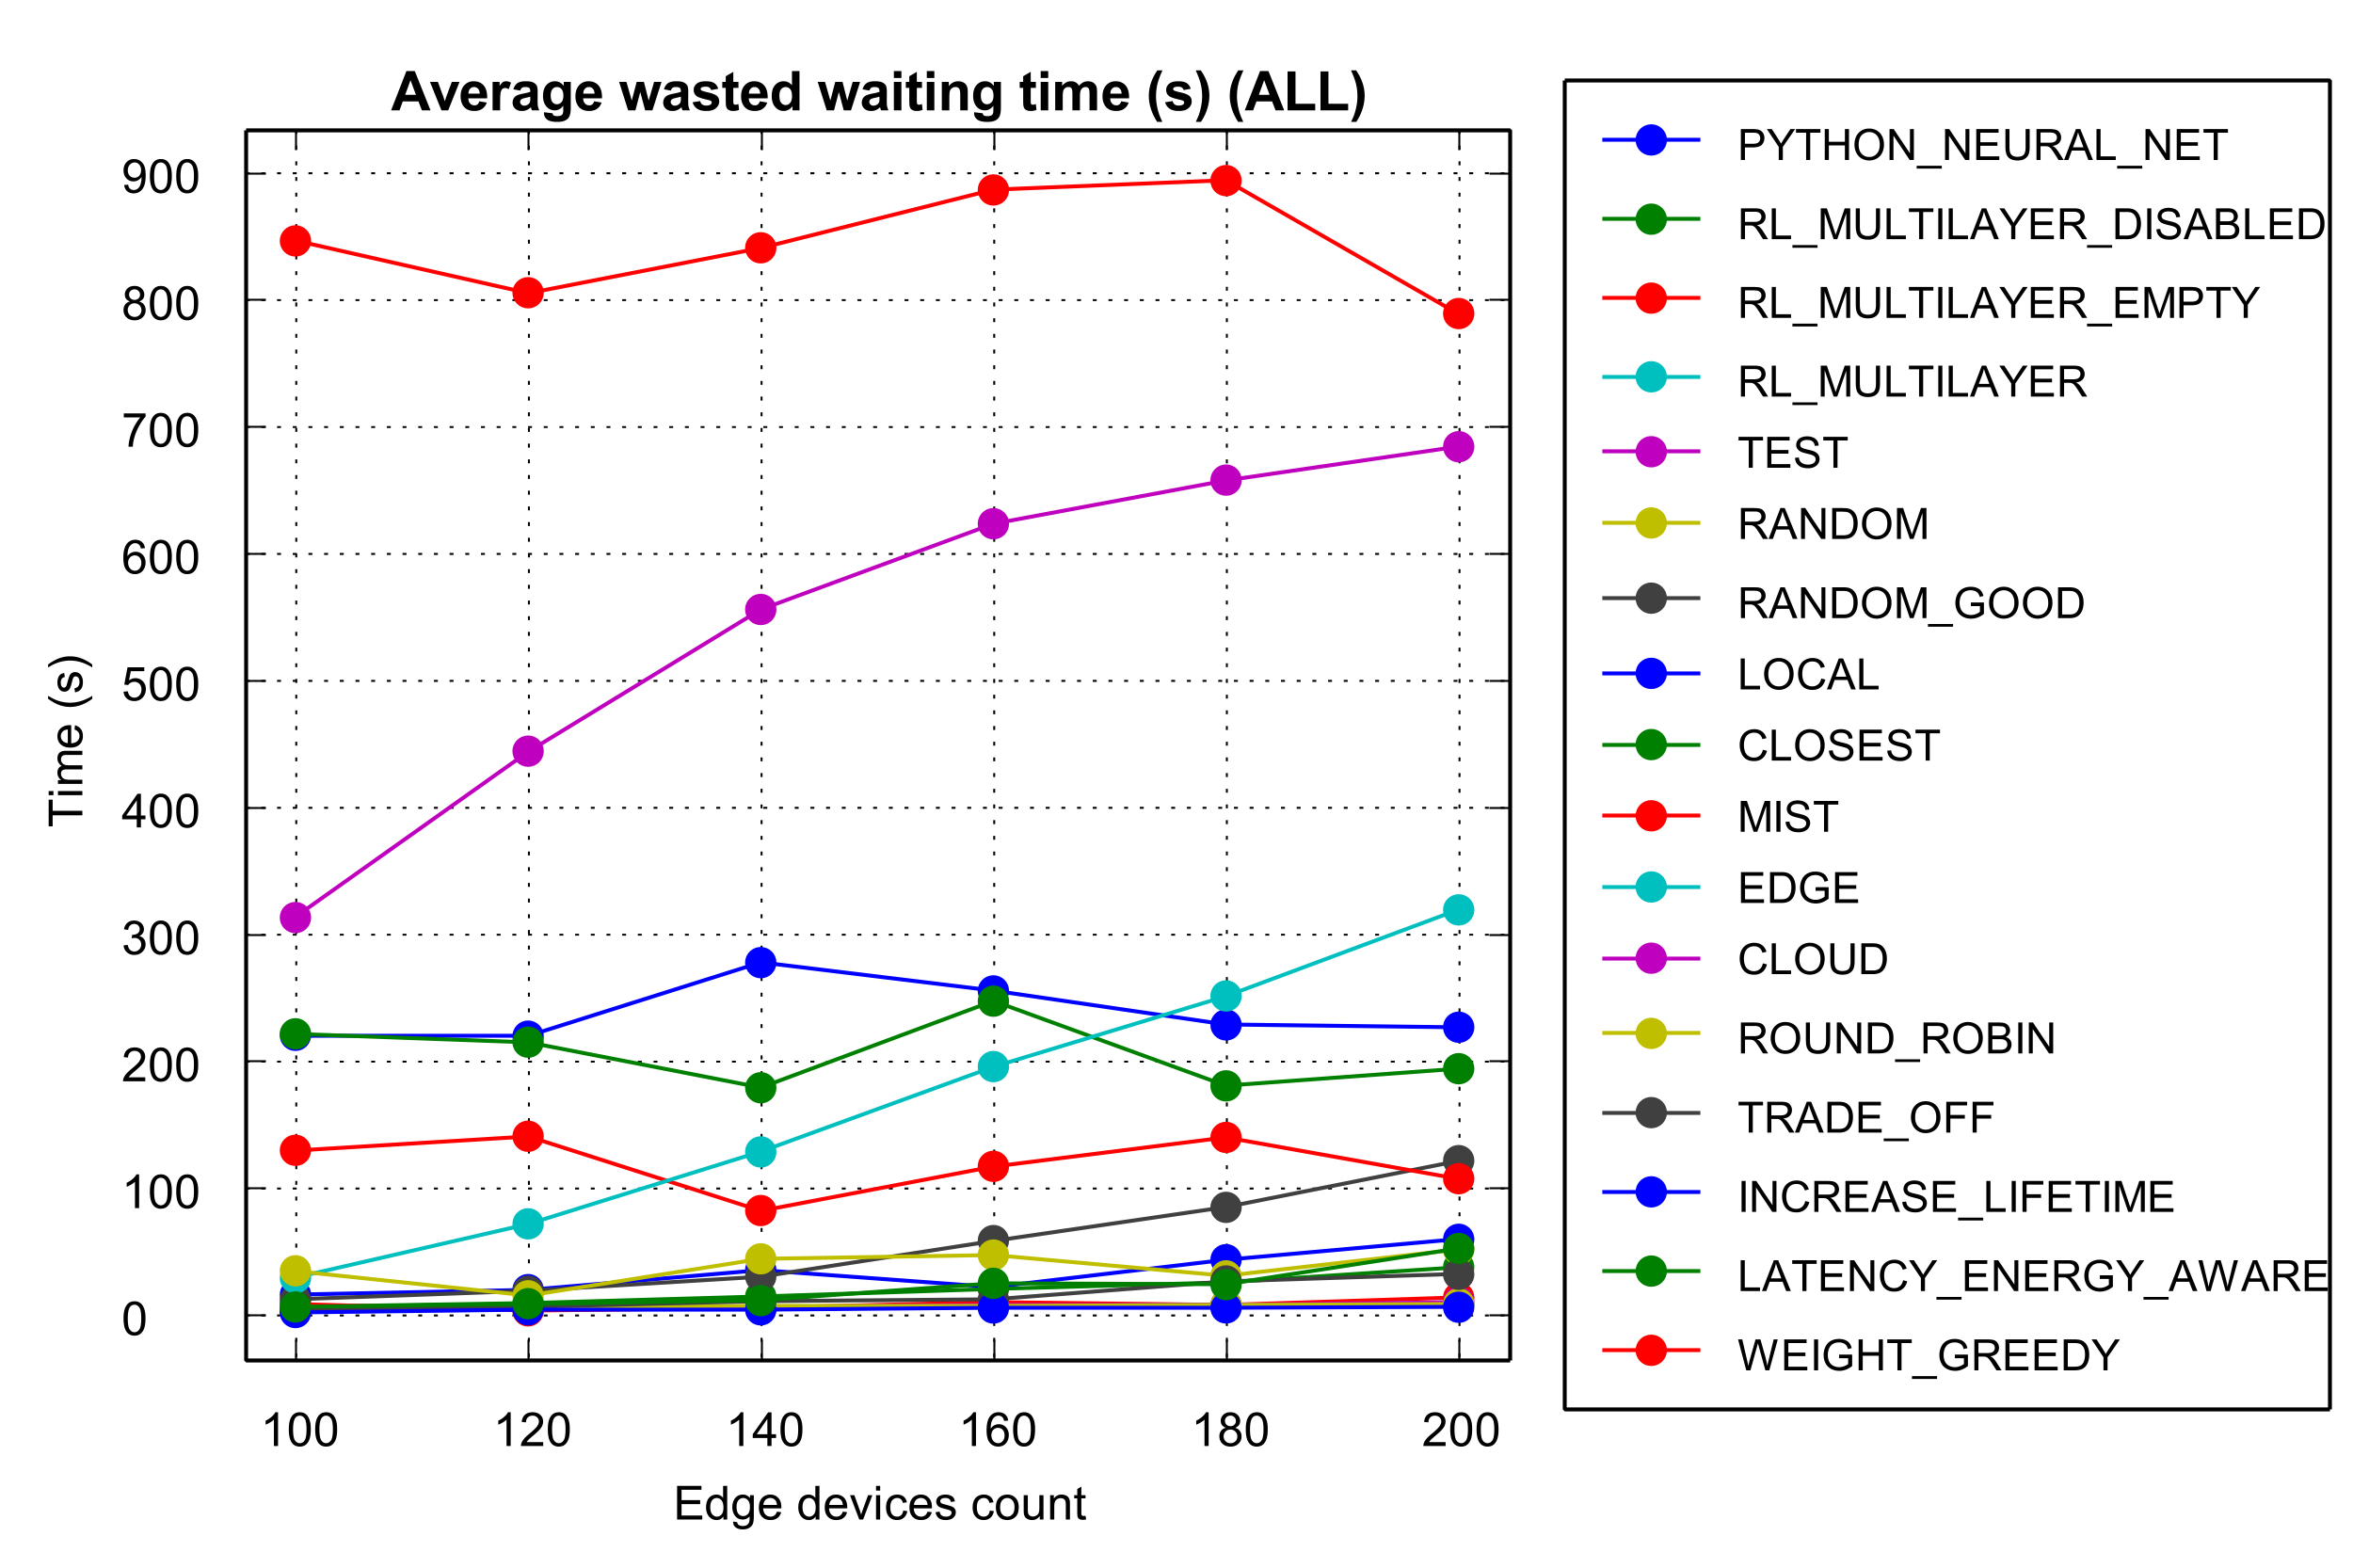 Average wasted waiting time (s) (ALL)
900
800
700
600
500
400
300
200
100
0
Time (s)
100 120 140 160 180 200
Edge devices count
PYTHON_NEURAL_NET
RL_MULTILAYER_DISABLED
RL_MULTILAYER_EMPTY
RL_MULTILAYER
TEST
RANDOM
RANDOM_GOOD
LOCAL
CLOSEST
MIST
EDGE
CLOUD
ROUND_ROBIN
TRADE_OFF
INCREASE_LIFETIME
LATENCY_ENERGY_AWARE
WEIGHT_GREEDY